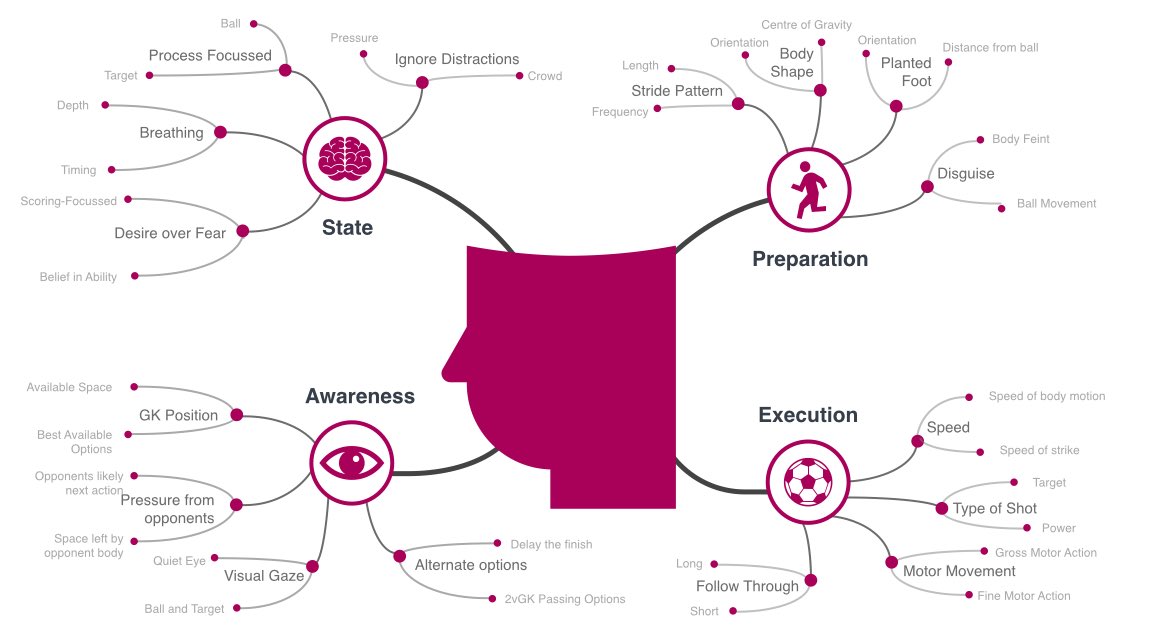 Ball
Process Focussed
Target
Pressure
Ignore Distractions
Crowd
Depth
Breathing
Timing
Scoring-Focussed
Desire over Fear
Belief in Ability
State
Centre of Gravity
Orientation
Body
Shape
Length
Stride Pattern
Frequency
Orientation
Distance from ball
Planted
Foot
Body Feint
Disguise
Ball Movement
Preparation
Awareness
Available Space
GK Position
Best Available
Options
Opponents likely
next action
Pressure from
opponents
Space left by
opponent body
Quiet Eye
Visual Gaze
Ball and Target
Delay the finish
Alternate options
2vGK Passing Options
Execution
Speed of body motion
Speed
Speed of strike
Target
Type of Shot
Power
Gross Motor Action
Motor Movement
Fine Motor Action
Long
Follow Through
Short